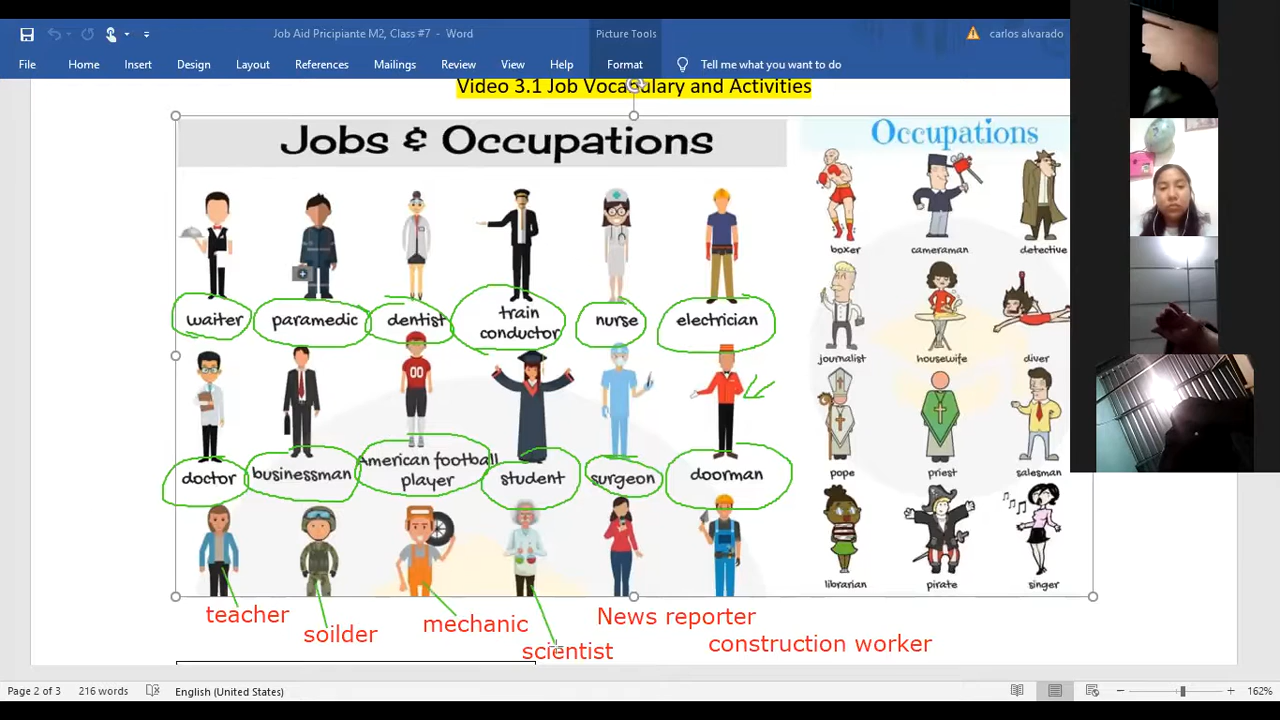 Job Aid Pricipiante M2, Class #7 - Word
Picture Tools
carlos alvarado
File Home Insert Design Layout References Mailings Review View Help Format Tell me what you want to do
Video 3.1 Job Vocabulary and Activities
Jobs & Occupations
waiter paramedic dentist train conductor nurse electrician
doctor businessman American football player student surgeon doorman
00
teacher soilder mechanic scientist News reporter construction worker
Occupations
boxer cameraman detective
journalist housewife diver
pope priest salesman
librarian pirate singer
Page 2 of 3 216 words English (United States) 162%